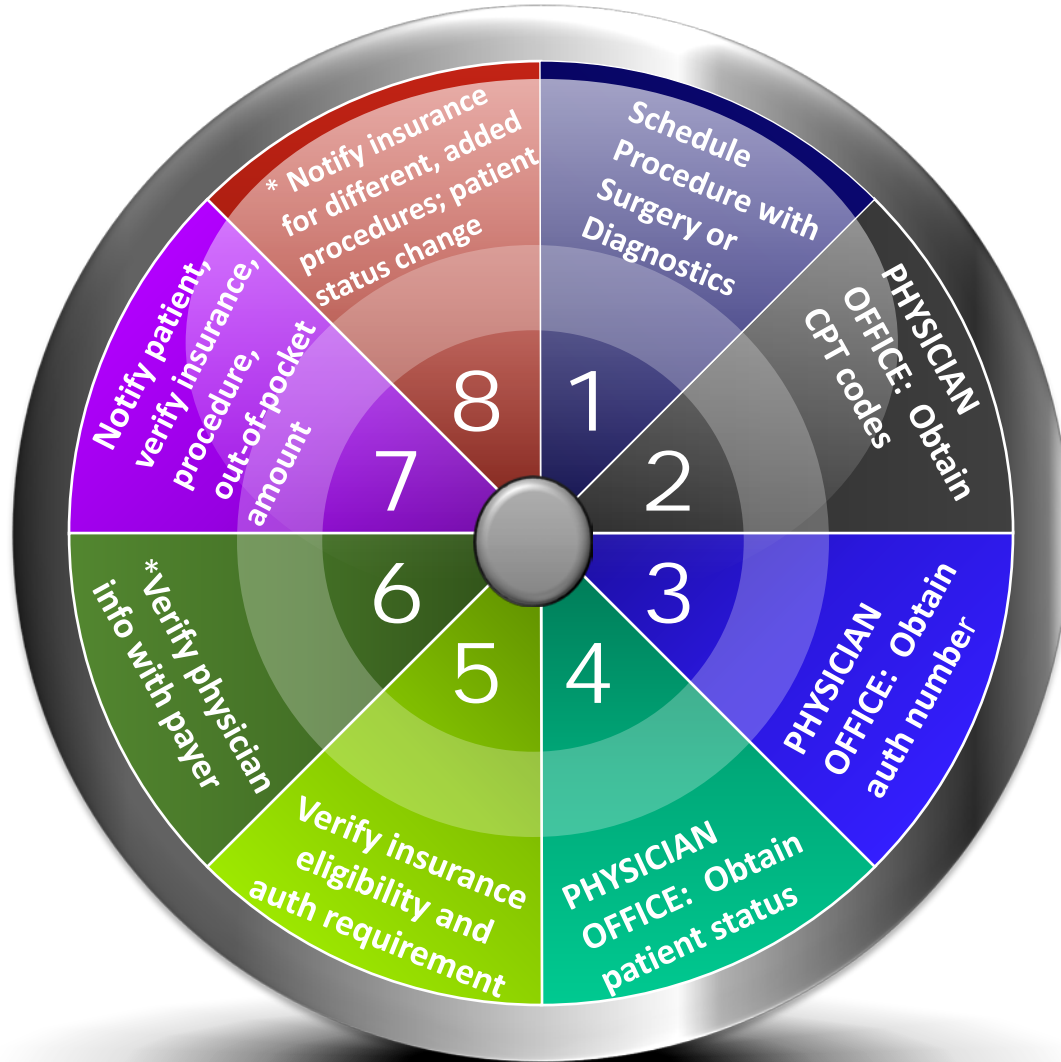 Schedule
Procedure with
Surgery or
Diagnostics
1
PHYSICIAN
OFFICE: Obtain
CPT codes
2
PHYSICIAN
OFFICE: Obtain
auth number
3
PHYSICIAN
OFFICE: Obtain
patient status
4
Verify insurance
eligibility and
auth requirement
5
*Verify physician
info with payer
6
Notify patient,
verify insurance,
procedure,
out-of-pocket
amount
7
* Notify insurance
for different, added
procedures; patient
status change
8